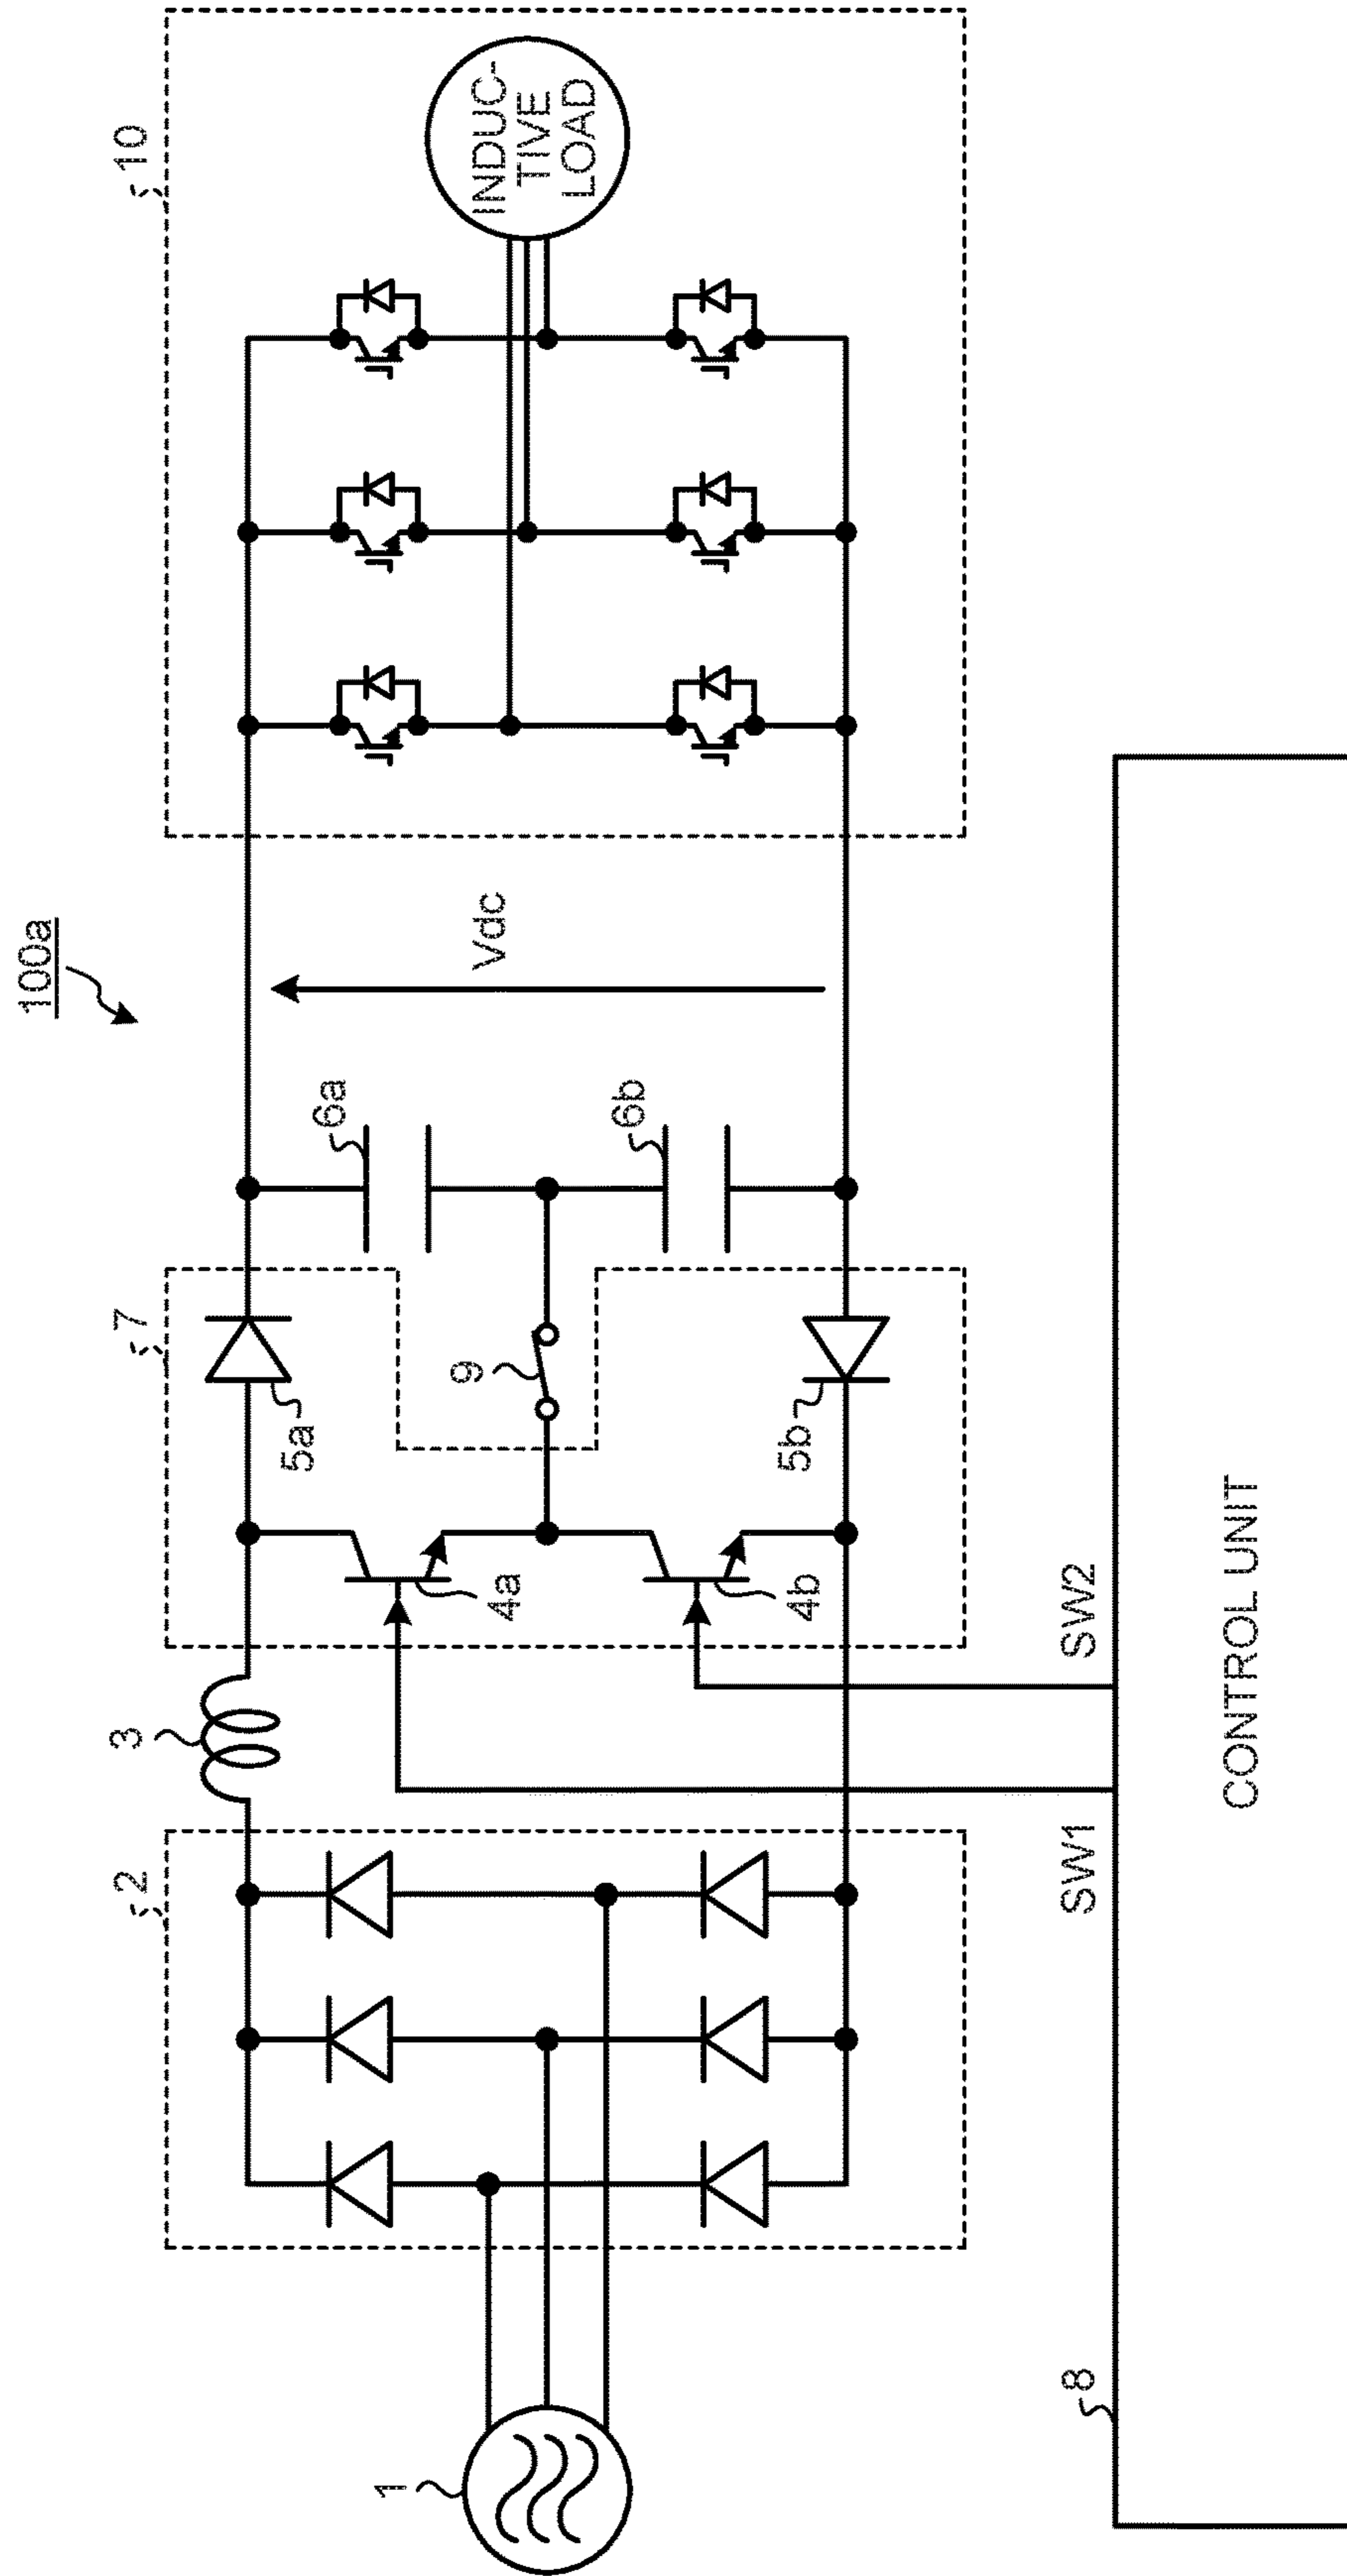 100a
1
2
3
7
5a
9
5b
4a
4b
6a
6b
Vdc
10
INDUC-
TIVE
LOAD
SW1
SW2
8
CONTROL UNIT